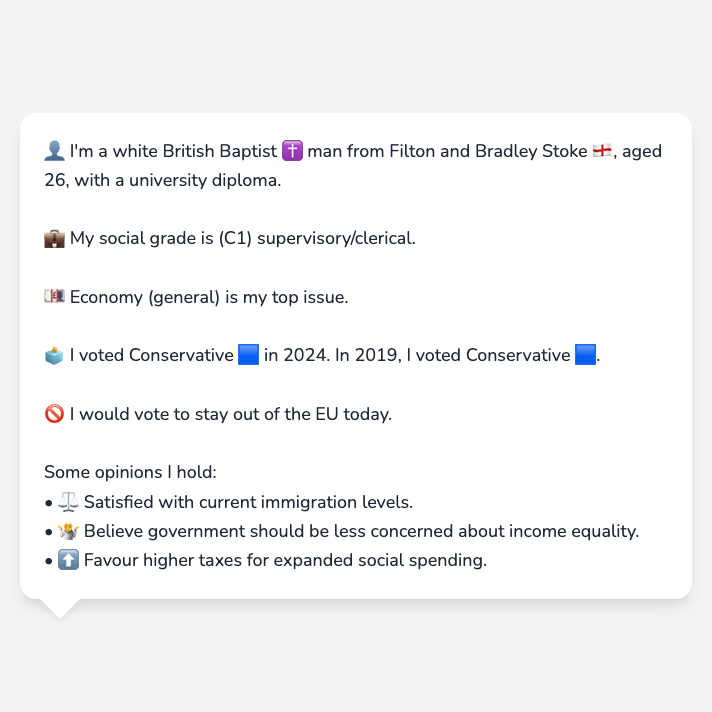 👤 I'm a white British Baptist ✝️ man from Filton and Bradley Stoke 🏴󠁧󠁢󠁥󠁮󠁧󠁿, aged
26, with a university diploma.
💼 My social grade is (C1) supervisory/clerical.
💷 Economy (general) is my top issue.
🗳️ I voted Conservative 🟦 in 2024. In 2019, I voted Conservative 🟦.
🚫 I would vote to stay out of the EU today.
Some opinions I hold:
• ⚖️ Satisfied with current immigration levels.
• 🤷 Believe government should be less concerned about income equality.
• ⬆️ Favour higher taxes for expanded social spending.